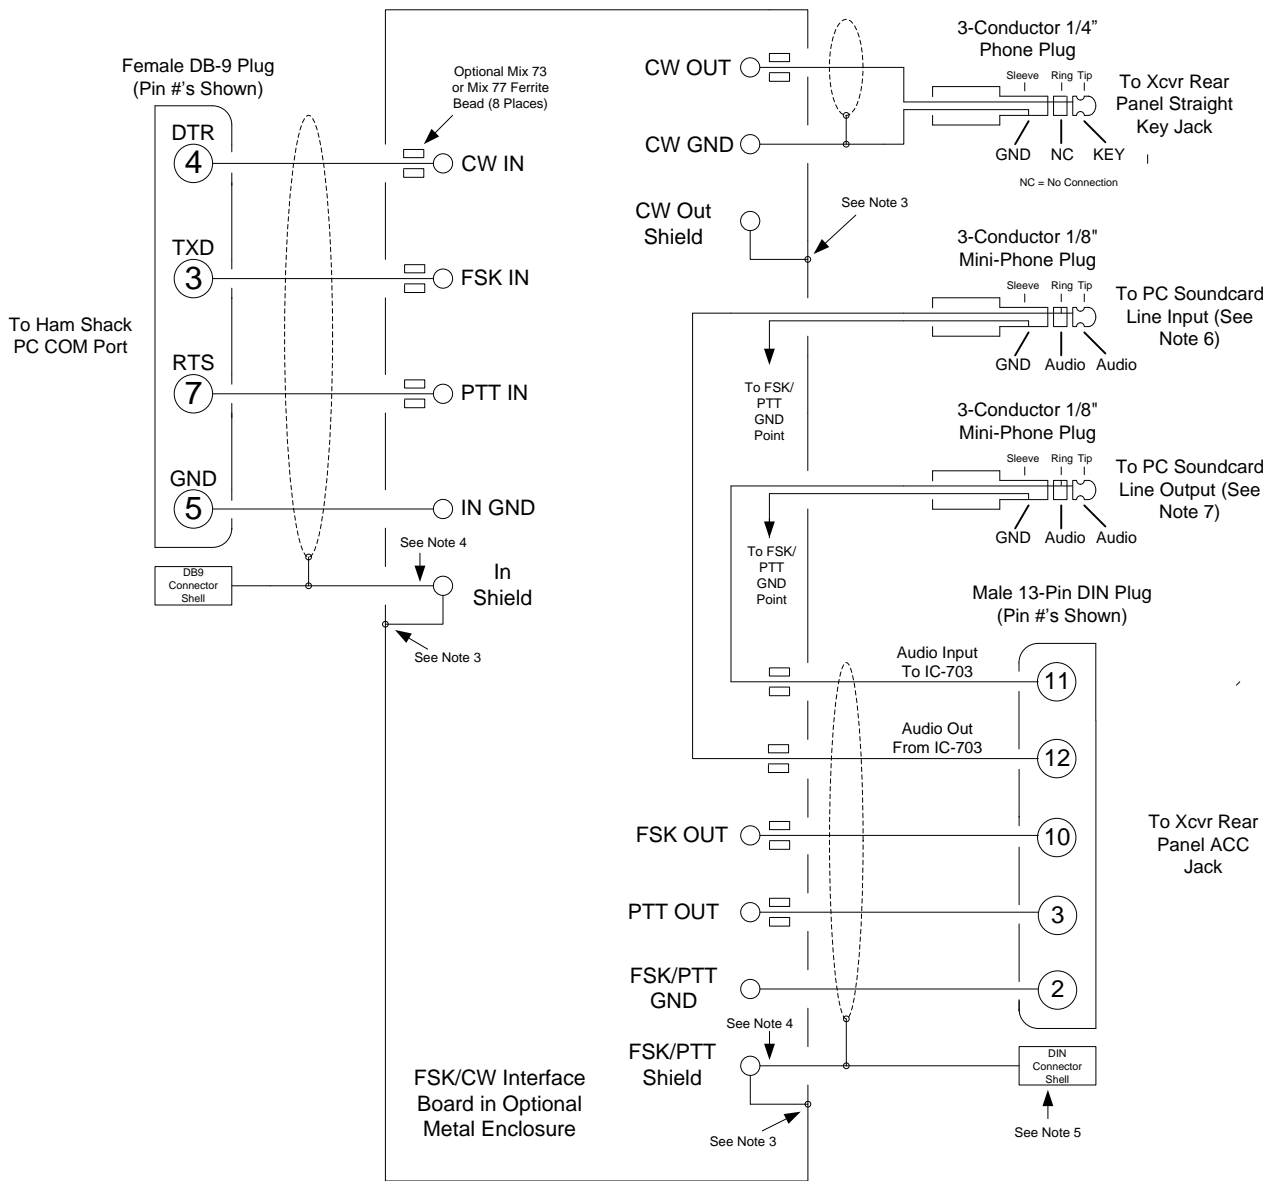 Female DB-9 Plug
(Pin #'s Shown)
DTR
4
TXD
3
RTS
7
GND
5
To Ham Shack
PC COM Port
DB9
Connector
Shell
Optional Mix 73
or Mix 77 Ferrite
Bead (8 Places)
CW IN
FSK IN
PTT IN
IN GND
See Note 4
In
Shield
See Note 3
FSK/CW Interface
Board in Optional
Metal Enclosure
CW OUT
CW GND
CW Out
Shield
See Note 3
3-Conductor 1/4”
Phone Plug
Sleeve Ring Tip
GND NC KEY
NC = No Connection
To Xcvr Rear
Panel Straight
Key Jack
3-Conductor 1/8"
Mini-Phone Plug
Sleeve Ring Tip
GND Audio Audio
To PC Soundcard
Line Input (See
Note 6)
To FSK/
PTT
GND
Point
3-Conductor 1/8"
Mini-Phone Plug
Sleeve Ring Tip
GND Audio Audio
To PC Soundcard
Line Output (See
Note 7)
To FSK/
PTT
GND
Point
Male 13-Pin DIN Plug
(Pin #'s Shown)
Audio Input
To IC-703
11
Audio Out
From IC-703
12
FSK OUT
10
PTT OUT
3
FSK/PTT
GND
2
To Xcvr Rear
Panel ACC
Jack
See Note 4
FSK/PTT
Shield
See Note 3
DIN
Connector
Shell
See Note 5